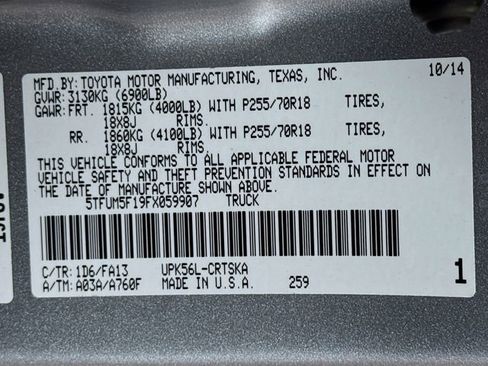 MFD.BY: TOYOTA MOTOR MANUFACTURING, TEXAS, INC. 10/14
GVWR: 3130KG (6900LB)
GAWR: FRT. 1815KG (4000LB) WITH P255/70R18 TIRES,
18X8J RIMS.
RR. 1860KG (4100LB) WITH P255/70R18 TIRES,
18X8J RIMS.
THIS VEHICLE CONFORMS TO ALL APPLICABLE FEDERAL MOTOR
VEHICLE SAFETY AND THEFT PREVENTION STANDARDS IN EFFECT ON
THE DATE OF MANUFACTURE SHOWN ABOVE.
5TFUM5F19FX059907 TRUCK
C/TR: 1D6/FA13 UPK56L-CRTSKA
A/TM: A03A/A760F MADE IN U.S.A. 259
1